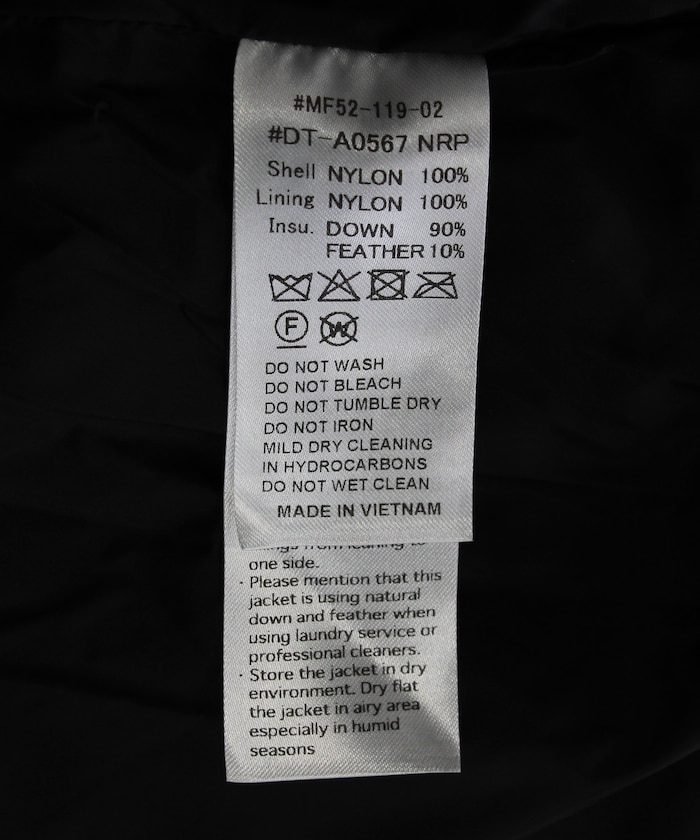 #MF52-119-02
#DT-A0567 NRP
Shell NYLON 100%
Lining NYLON 100%
Insu. DOWN 90%
FEATHER 10%
F W
DO NOT WASH
DO NOT BLEACH
DO NOT TUMBLE DRY
DO NOT IRON
MILD DRY CLEANING
IN HYDROCARBONS
DO NOT WET CLEAN
MADE IN VIETNAM
one side.
· Please mention that this
jacket is using natural
down and feather when
using laundry service or
professional cleaners.
· Store the jacket in dry
environment. Dry flat
the jacket in airy area
especially in humid
seasons